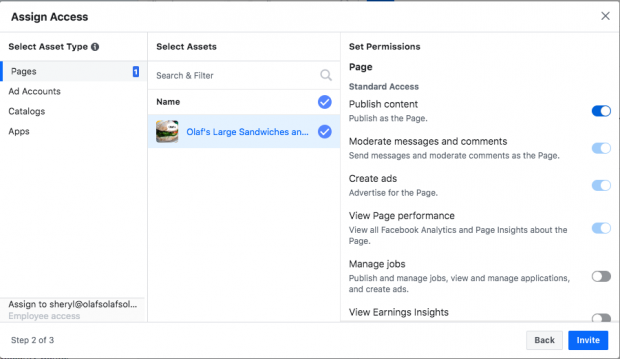 Assign Access
Select Asset Type
Pages 1
Ad Accounts
Catalogs
Apps
Assign to sheryl@olafsolafsol...
Employee access
Select Assets
Search & Filter
Name
Olaf's Large Sandwiches an...
Set Permissions
Page
Standard Access
Publish content
Publish as the Page.
Moderate messages and comments
Send messages and moderate comments as the Page.
Create ads
Advertise for the Page.
View Page performance
View all Facebook Analytics and Page Insights about the
Page.
Manage jobs
Publish and manage jobs, view and manage applications,
and create ads.
View Earnings Insights
Step 2 of 3
Back
Invite